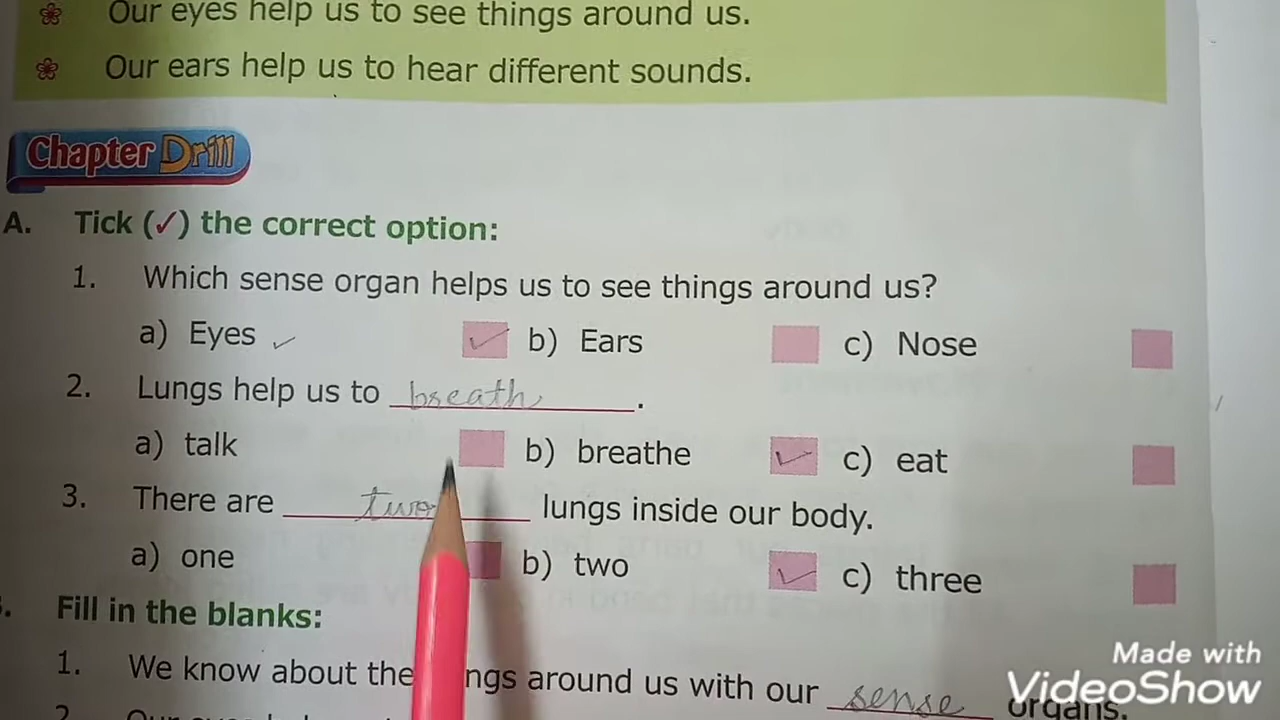 Our eyes help us to see things around us.
Our ears help us to hear different sounds.
Chapter Drill
A. Tick (✓) the correct option:
1. Which sense organ helps us to see things around us?
a) Eyes ✓ ✓ b) Ears c) Nose
2. Lungs help us to breath.
a) talk b) breathe ✓ c) eat
3. There are two lungs inside our body.
a) one b) two ✓ c) three
Fill in the blanks:
1. We know about the ngs around us with our sense organs.
2.
Made with
VideoShow